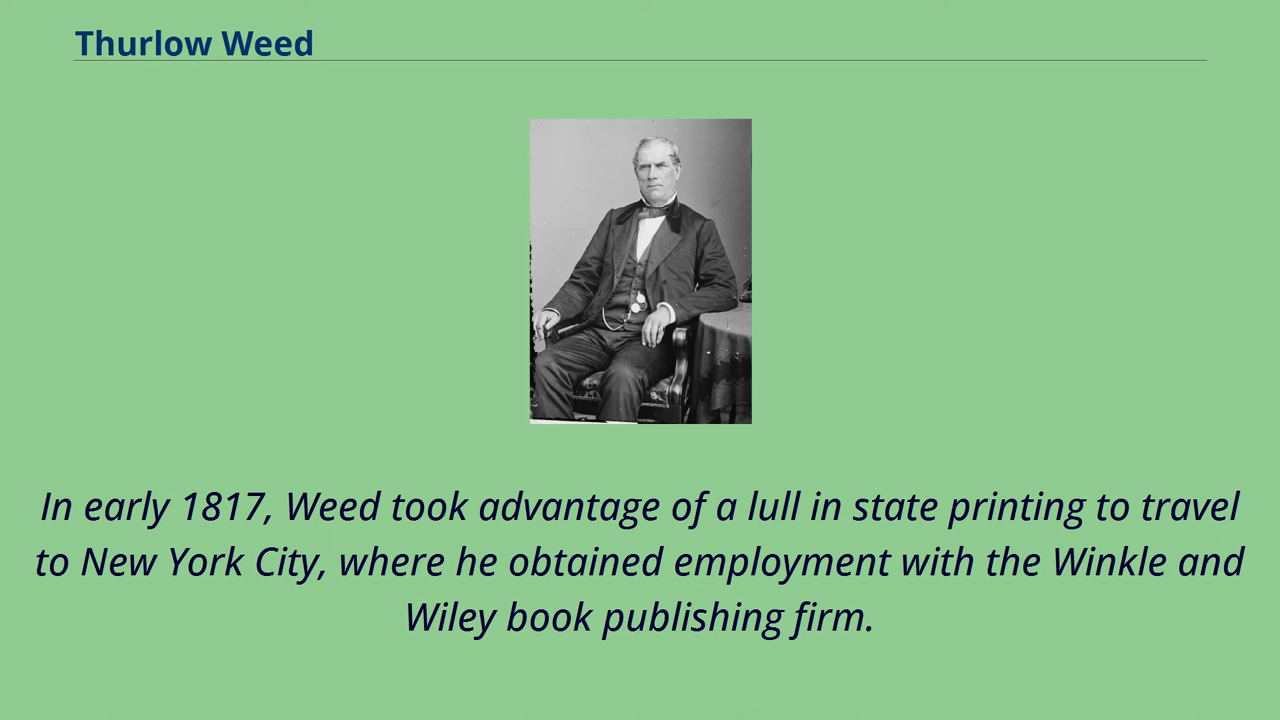 Thurlow Weed
In early 1817, Weed took advantage of a lull in state printing to travel
to New York City, where he obtained employment with the Winkle and
Wiley book publishing firm.